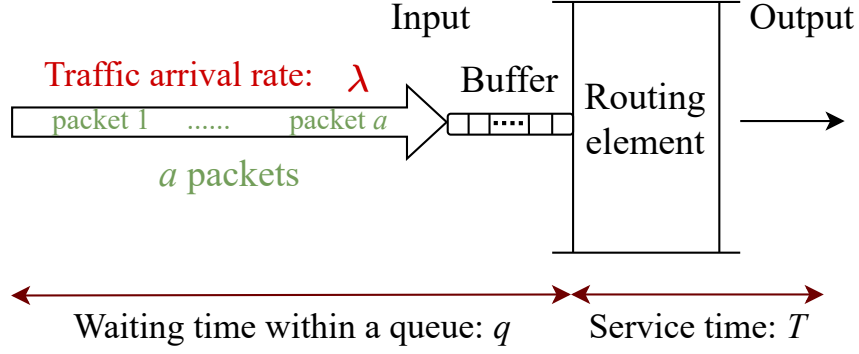 Input
Output
Traffic arrival rate: λ
Buffer
packet 1 ...... packet a
Routing
element
a packets
Waiting time within a queue: q
Service time: T